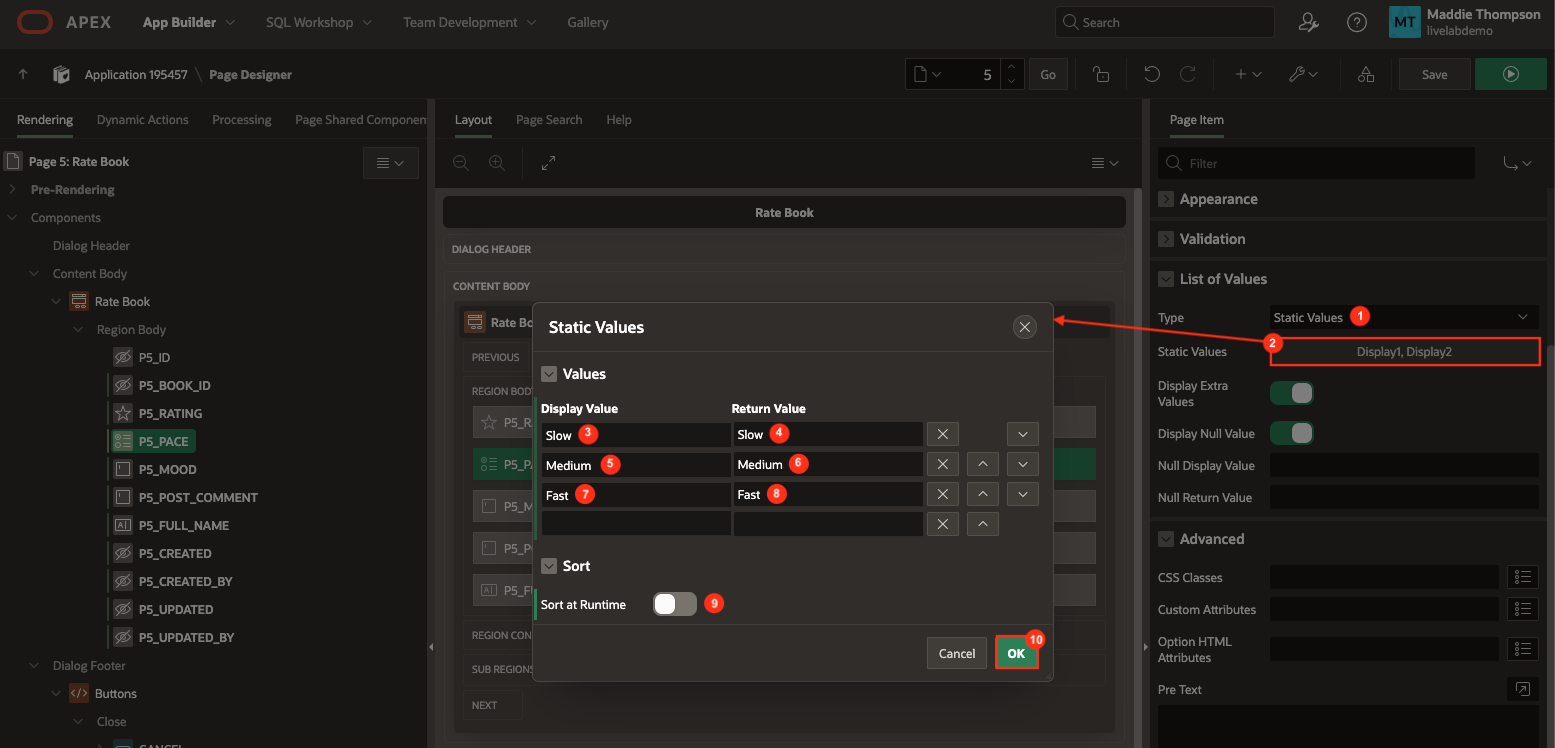 APEX
App Builder
SQL Workshop
Team Development
Gallery
Search
MT
Maddie Thompson
livelabdemo
Application 195457 \ Page Designer
5
Go
Save
Rendering
Dynamic Actions
Processing
Page Shared Componen
Page 5: Rate Book
Pre-Rendering
Components
Dialog Header
Content Body
Rate Book
Region Body
P5_ID
P5_BOOK_ID
P5_RATING
P5_PACE
P5_MOOD
P5_POST_COMMENT
P5_FULL_NAME
P5_CREATED
P5_CREATED_BY
P5_UPDATED
P5_UPDATED_BY
Dialog Footer
Buttons
Close
CANCEL
Layout
Page Search
Help
Rate Book
DIALOG HEADER
CONTENT BODY
Rate Bo
PREVIOUS
REGION BOD
P5_R
P5_PA
P5_M
P5_P
P5_F
REGION CON
SUB REGIONS
NEXT
Static Values
Values
Display Value Return Value
Slow 3 Slow 4
Medium 5 Medium 6
Fast 7 Fast 8
Sort
Sort at Runtime 9
Cancel
OK
10
Page Item
Filter
Appearance
Validation
List of Values
Type Static Values 1
2
Static Values Display1, Display2
Display Extra
Values
Display Null Value
Null Display Value
Null Return Value
Advanced
CSS Classes
Custom Attributes
Option HTML
Attributes
Pre Text